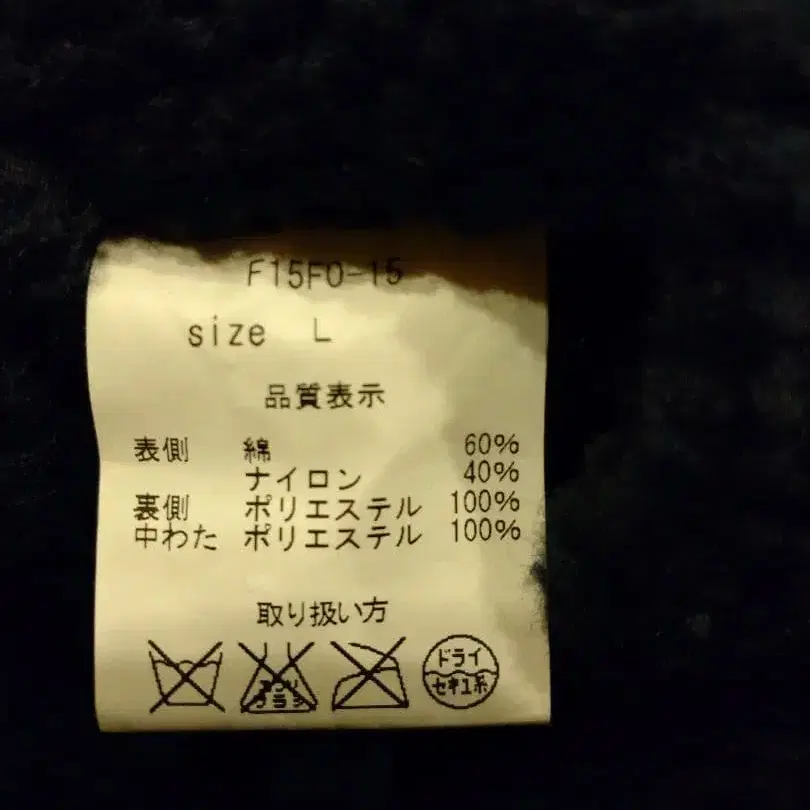 F15F0-15
size L
品質表示
表側 綿 60%
ナイロン 40%
裏側 ポリエステル 100%
中わた ポリエステル 100%
取り扱い方
ドライ
セキユ系